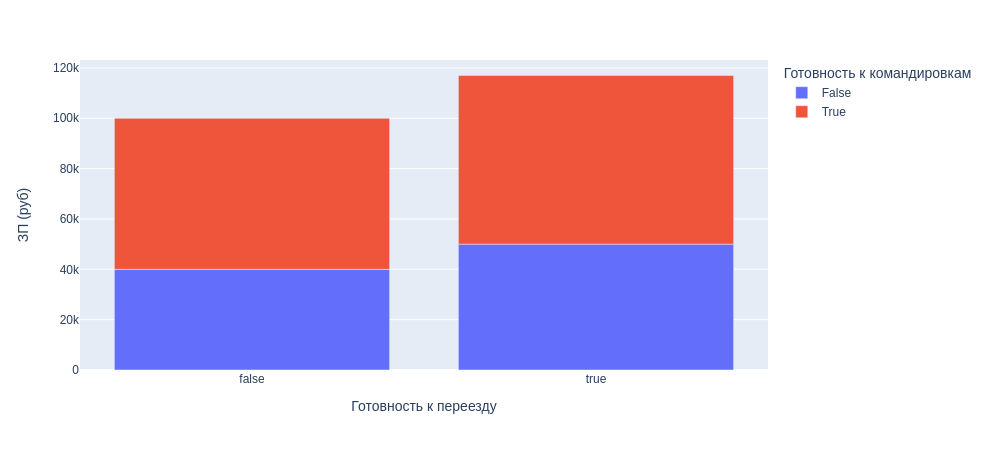 120k
100k
80k
60k
40k
20k
0
ЗП (руб)
false
true
Готовность к переезду
Готовность к командировкам
False
True